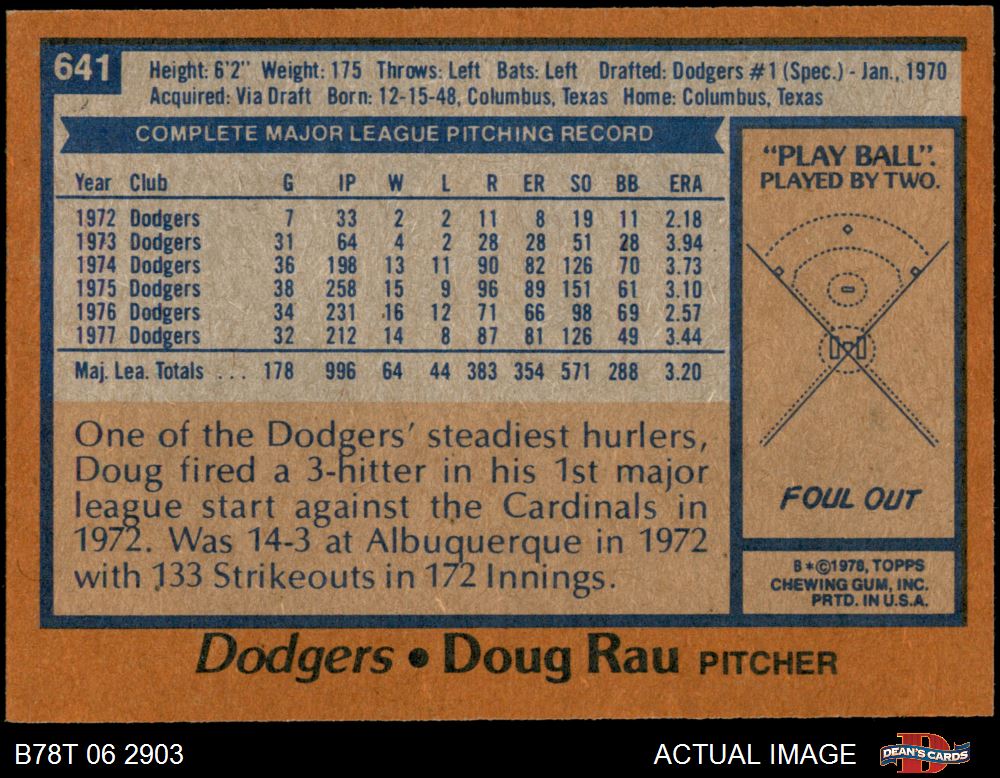 641
Height: 6'2" Weight: 175 Throws: Left Bats: Left Drafted: Dodgers #1 (Spec.) - Jan., 1970
Acquired: Via Draft Born: 12-15-48, Columbus, Texas Home: Columbus, Texas
COMPLETE MAJOR LEAGUE PITCHING RECORD
Year Club G IP W L R ER SO BB ERA
1972 Dodgers 7 33 2 2 11 8 19 11 2.18
1973 Dodgers 31 64 4 2 28 28 51 28 3.94
1974 Dodgers 36 198 13 11 90 82 126 70 3.73
1975 Dodgers 38 258 15 9 96 89 151 61 3.10
1976 Dodgers 34 231 16 12 71 66 98 69 2.57
1977 Dodgers 32 212 14 8 87 81 126 49 3.44
Maj. Lea. Totals ... 178 996 64 44 383 354 571 288 3.20
One of the Dodgers' steadiest hurlers,
Doug fired a 3-hitter in his 1st major
league start against the Cardinals in
1972. Was 14-3 at Albuquerque in 1972
with 133 Strikeouts in 172 Innings.
"PLAY BALL".
PLAYED BY TWO.
FOUL OUT
B*©1978, TOPPS
CHEWING GUM, INC.
PRTD. IN U.S.A.
Dodgers • Doug Rau PITCHER
B78T 06 2903
ACTUAL IMAGE
DEAN'S CARDS